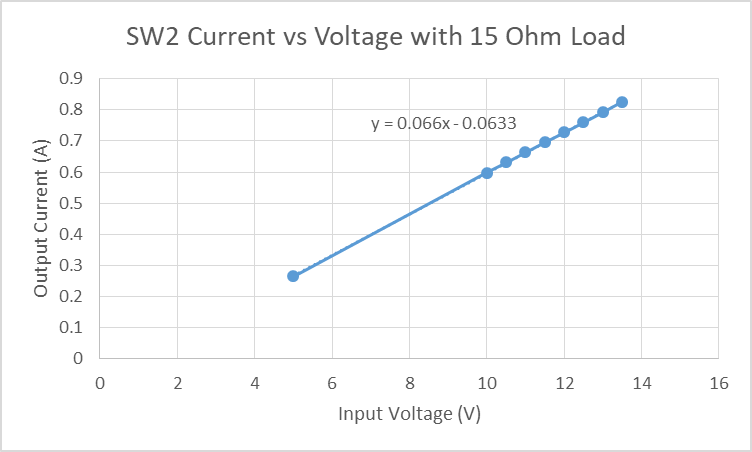 SW2 Current vs Voltage with 15 Ohm Load
Output Current (A)
0.9
0.8
0.7
0.6
0.5
0.4
0.3
0.2
0.1
0
y = 0.066x - 0.0633
0 2 4 6 8 10 12 14 16
Input Voltage (V)